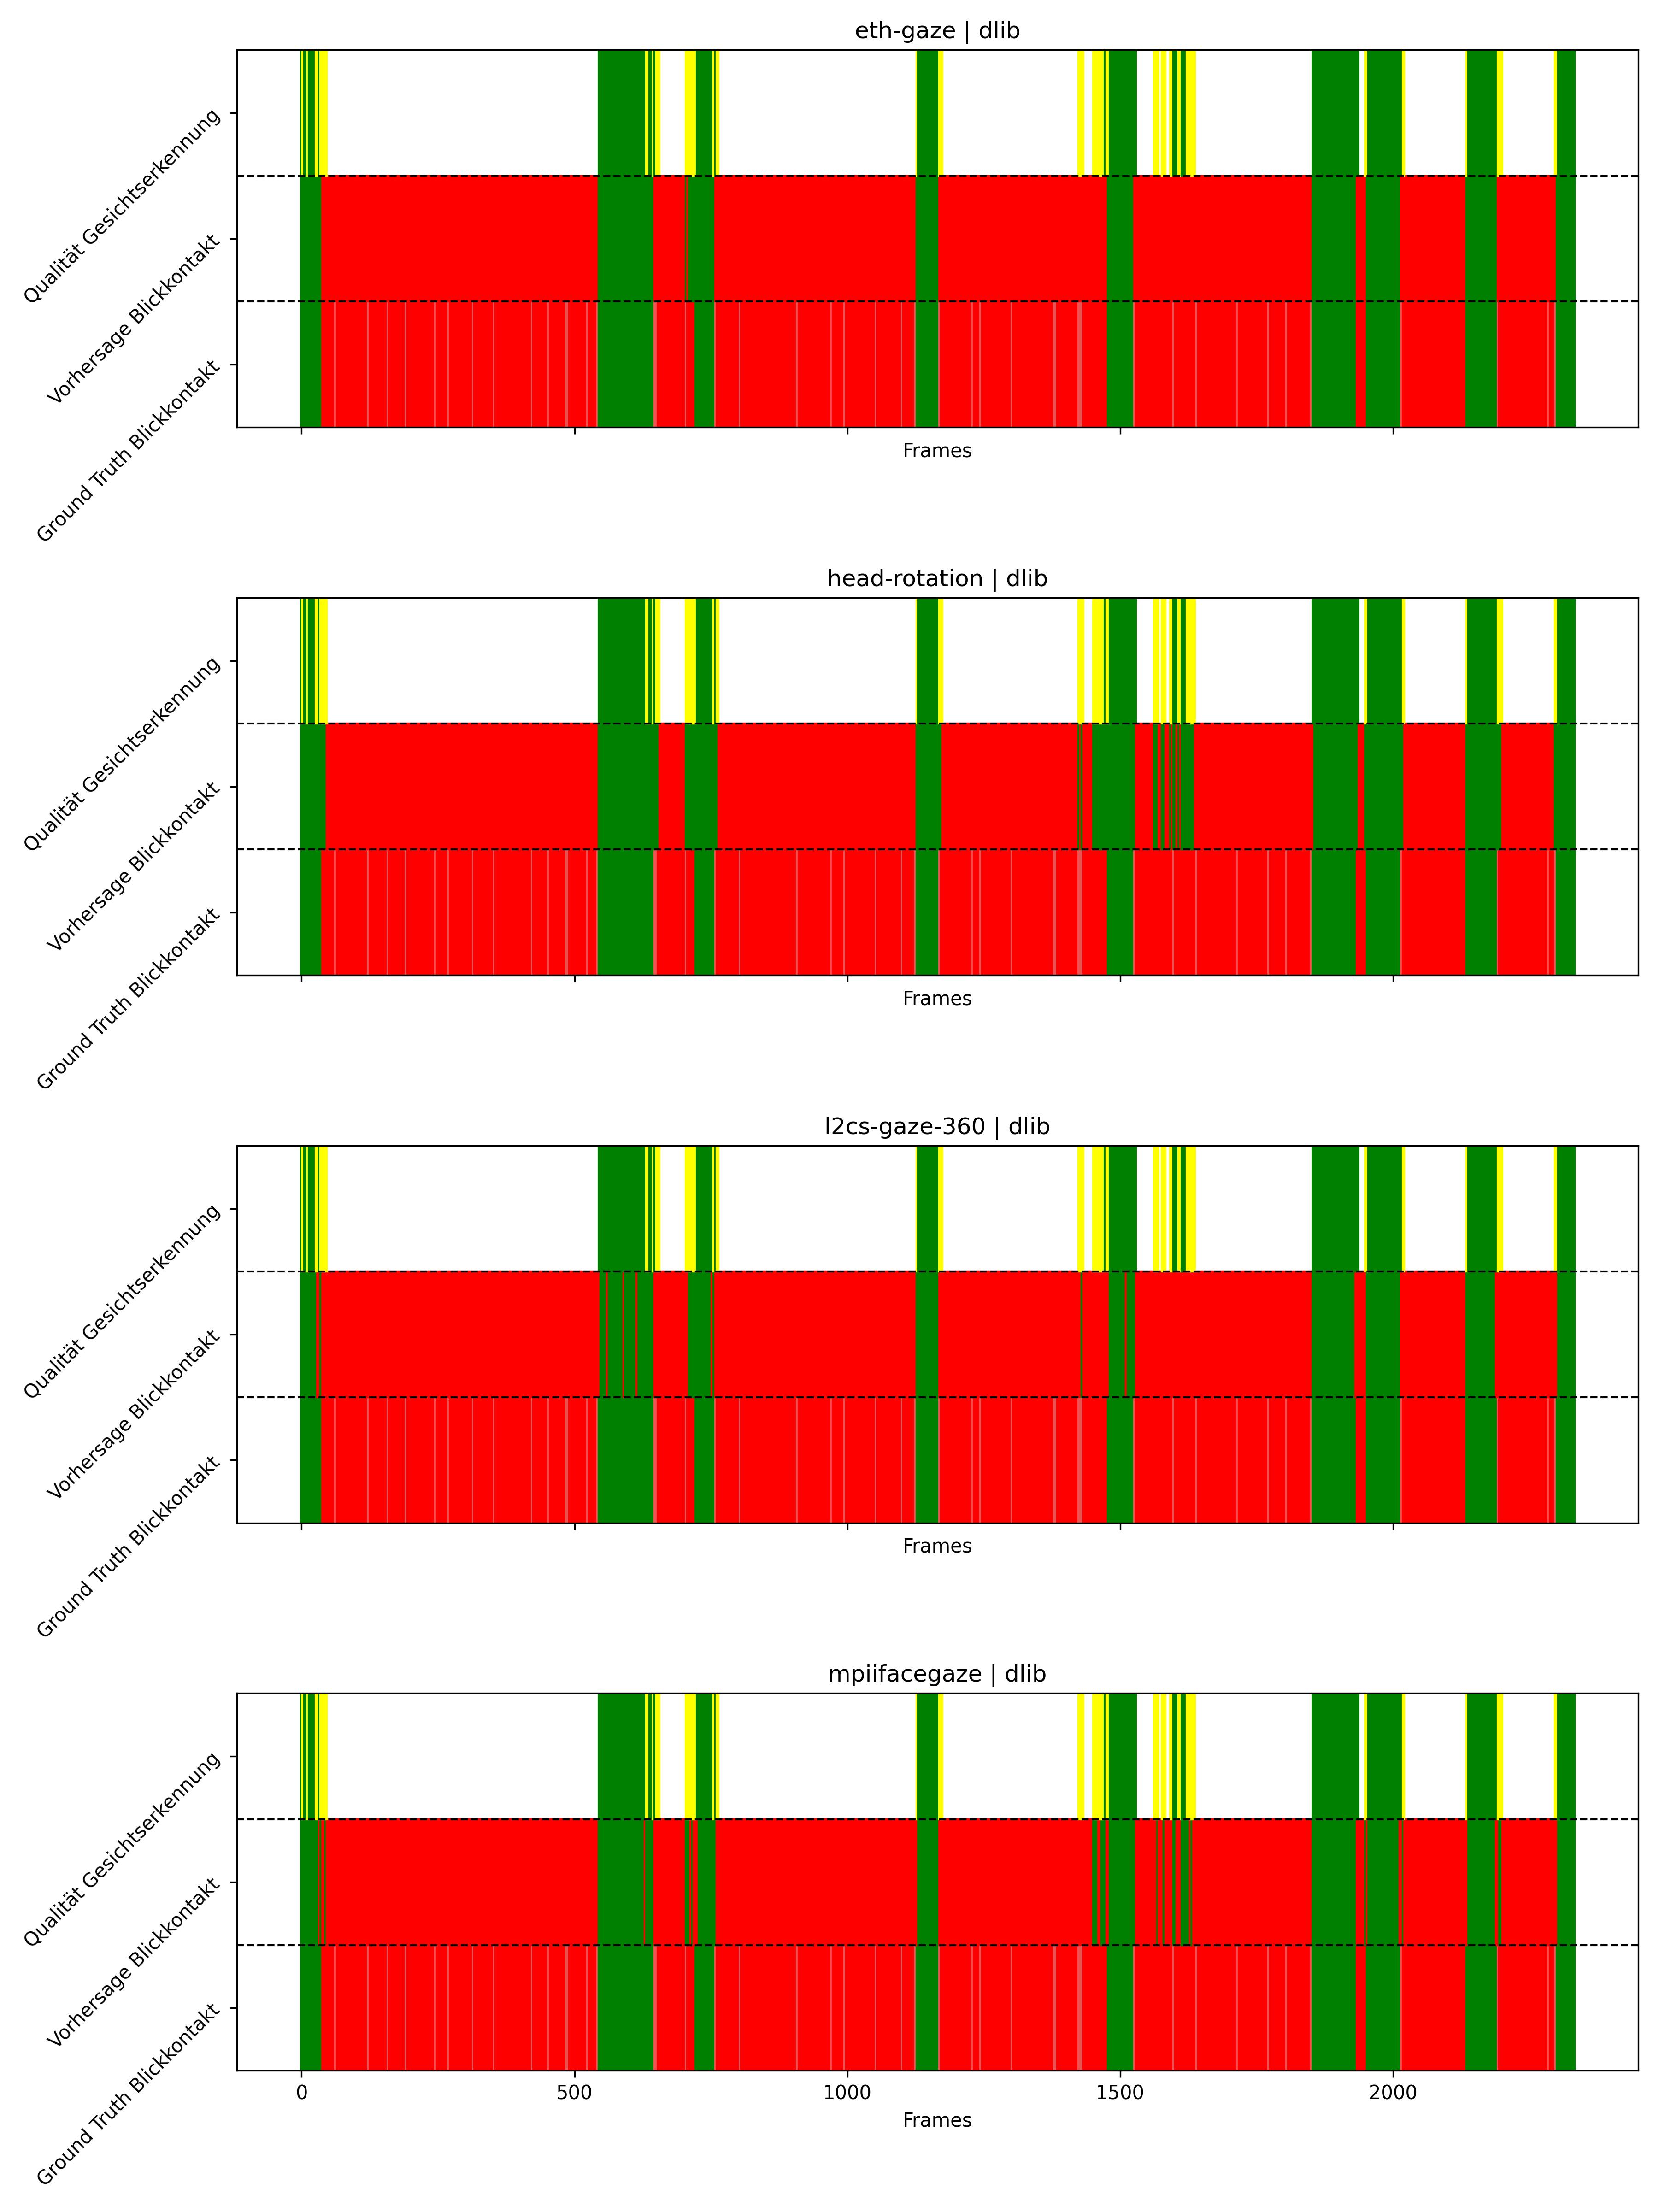 eth-gaze | dlib
Qualität Gesichtserkennung
Vorhersage Blickkontakt
Ground Truth Blickkontakt
Frames
head-rotation | dlib
Qualität Gesichtserkennung
Vorhersage Blickkontakt
Ground Truth Blickkontakt
Frames
l2cs-gaze-360 | dlib
Qualität Gesichtserkennung
Vorhersage Blickkontakt
Ground Truth Blickkontakt
Frames
mpiifacegaze | dlib
Qualität Gesichtserkennung
Vorhersage Blickkontakt
Ground Truth Blickkontakt
0 500 1000 1500 2000
Frames